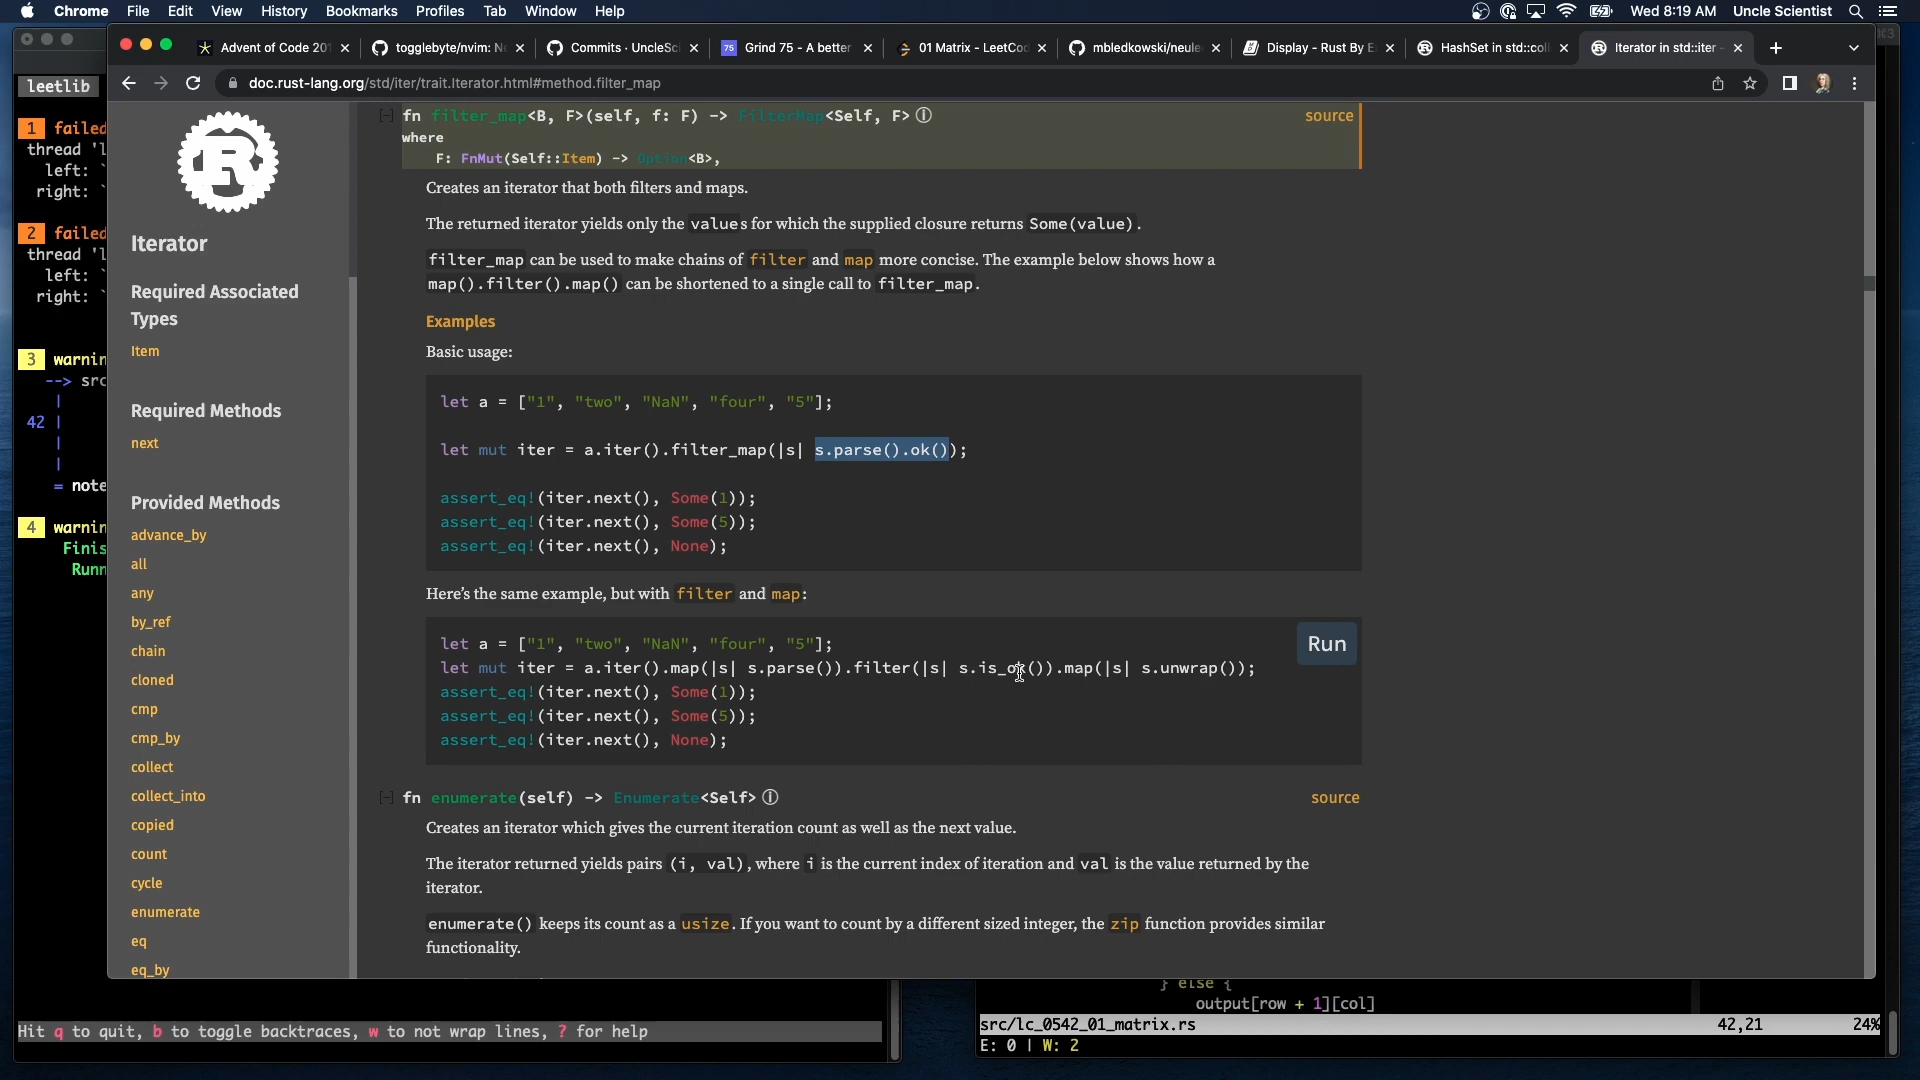 Chrome File Edit View History Bookmarks Profiles Tab Window Help Wed 8:19 AM Uncle Scientist
Advent of Code 201 togglebyte/nvim: N Commits · UncleSc 75 Grind 75 - A better 01 Matrix - LeetCod mbledkowski/neule Display - Rust By E HashSet in std::coll Iterator in std::iter -
doc.rust-lang.org/std/iter/trait.Iterator.html#method.filter_map
leetlib
1 failed
thread 'l
left: `
right: `
2 failed
thread 'l
left: `
right: `
3 warnin
--> src
|
42 |
|
|
= note
4 warnin
Finis
Runn
Hit q to quit, b to toggle backtraces, w to not wrap lines, ? for help
R
Iterator
Required Associated
Types
Item
Required Methods
next
Provided Methods
advance_by
all
any
by_ref
chain
cloned
cmp
cmp_by
collect
collect_into
copied
count
cycle
enumerate
eq
eq_by
[-] fn filter_map<B, F>(self, f: F) -> FilterMap<Self, F> ⓘ source
where
F: FnMut(Self::Item) -> Option<B>,
Creates an iterator that both filters and maps.
The returned iterator yields only the values for which the supplied closure returns Some(value).
filter_map can be used to make chains of filter and map more concise. The example below shows how a
map().filter().map() can be shortened to a single call to filter_map.
Examples
Basic usage:
let a = ["1", "two", "NaN", "four", "5"];
let mut iter = a.iter().filter_map(|s| s.parse().ok());
assert_eq!(iter.next(), Some(1));
assert_eq!(iter.next(), Some(5));
assert_eq!(iter.next(), None);
Here's the same example, but with filter and map:
Run
let a = ["1", "two", "NaN", "four", "5"];
let mut iter = a.iter().map(|s| s.parse()).filter(|s| s.is_ok()).map(|s| s.unwrap());
assert_eq!(iter.next(), Some(1));
assert_eq!(iter.next(), Some(5));
assert_eq!(iter.next(), None);
[-] fn enumerate(self) -> Enumerate<Self> ⓘ source
Creates an iterator which gives the current iteration count as well as the next value.
The iterator returned yields pairs (i, val), where i is the current index of iteration and val is the value returned by the
iterator.
enumerate() keeps its count as a usize. If you want to count by a different sized integer, the zip function provides similar
functionality.
} else {
output[row + 1][col]
src/lc_0542_01_matrix.rs 42,21 24%
E: 0 | W: 2